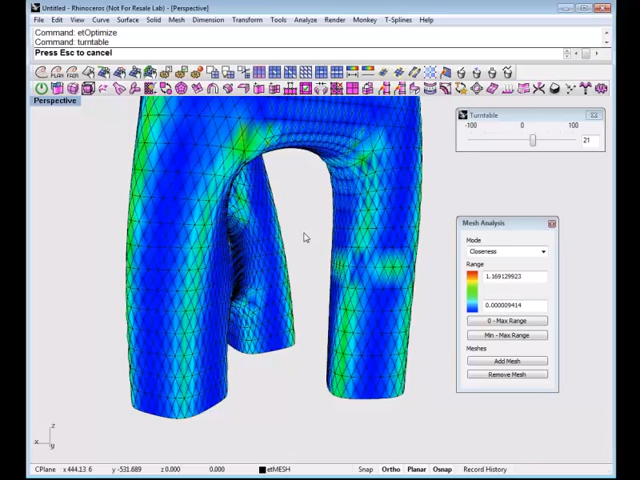 Untitled - Rhinoceros (Not For Resale Lab) - [Perspective]
File Edit View Curve Surface Solid Mesh Dimension Transform Tools Analyze Render Monkey T-Splines Help
Command: etOptimize
Command: turntable
Press Esc to cancel
Perspective
Turntable
-100 0 100
21
Mesh Analysis
Mode
Closeness
Range
1.169129923
0.000009414
0 - Max Range
Min - Max Range
Meshes
Add Mesh
Remove Mesh
z
x
y
CPlane x 444.13 6 y -531.689 z 0.000 0.000 etMESH Snap Ortho Planar Osnap Record History